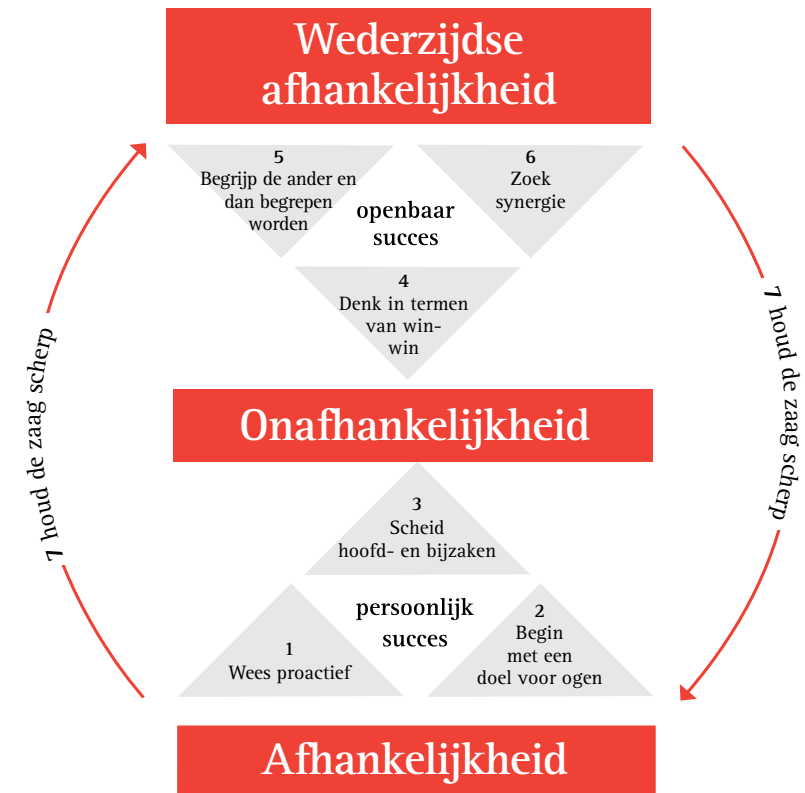 Wederzijdse
afhankelijkheid
5
Begrijp de ander en
dan begrepen
worden
6
Zoek
synergie
openbaar
succes
4
Denk in termen
van win-
win
7 houd de zaag scherp
7 houd de zaag scherp
Onafhankelijkheid
3
Scheid
hoofd- en bijzaken
persoonlijk
succes
1
Wees proactief
2
Begin
met een
doel voor ogen
Afhankelijkheid